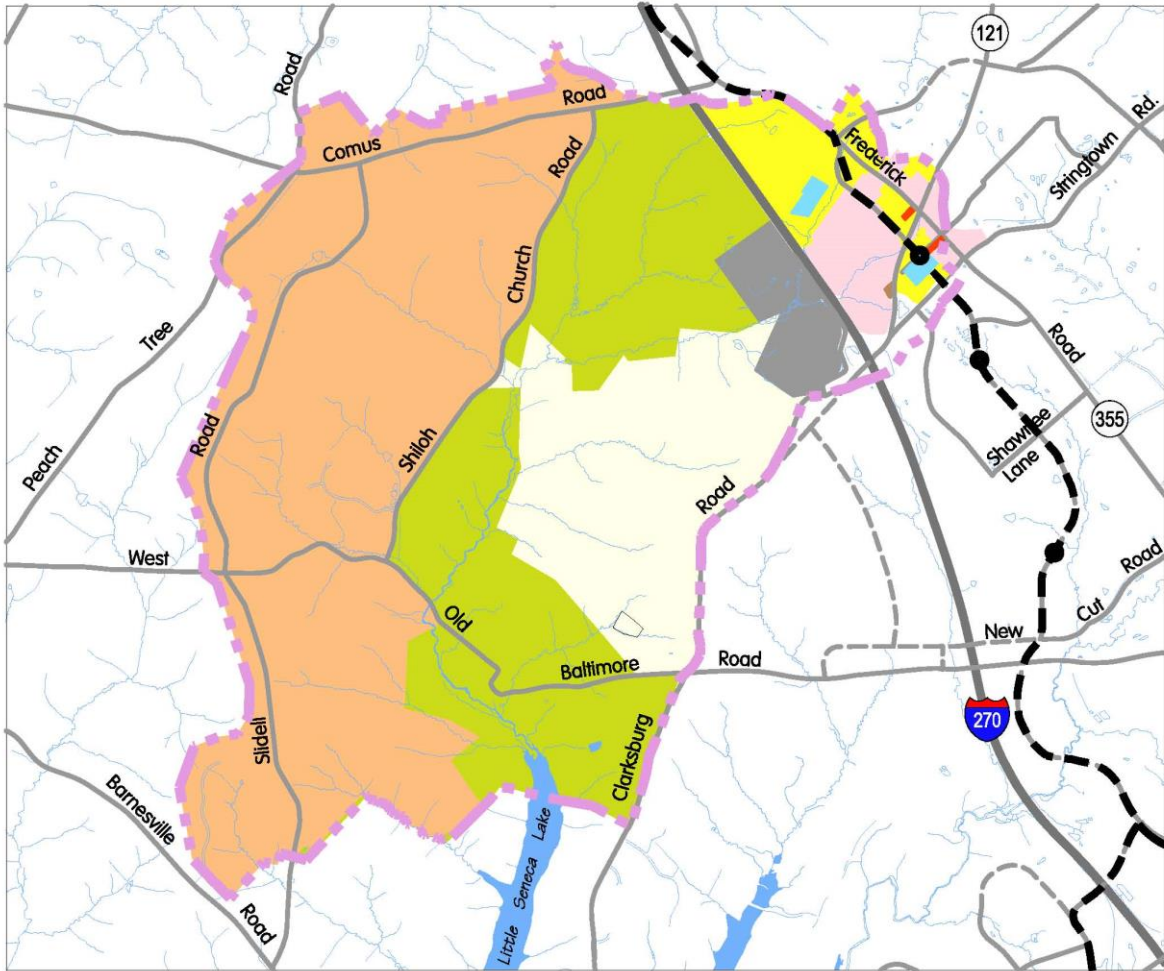 121
Road
Road
Comus
Road
Frederick
Stringtown
Rd.
Church
Peach
Tree
Road
Road
355
Shawnee
Lane
Shiloh
Road
West
Old
Baltimore
Road
New
Cut
Road
270
Slidell
Clarksburg
Barnesville
Road
Little Seneca Lake